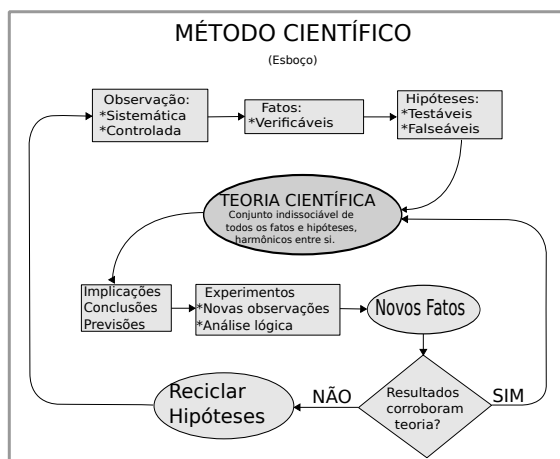 MÉTODO CIENTÍFICO
(Esboço)
Observação:
*Sistemática
*Controlada
Fatos:
*Verificáveis
Hipóteses:
*Testáveis
*Falseáveis
TEORIA CIENTÍFICA
Conjunto indissociável de
todos os fatos e hipóteses,
harmônicos entre si.
Implicações
Conclusões
Previsões
Experimentos
*Novas observações
*Análise lógica
Novos Fatos
Resultados
corroboram
teoria?
SIM
NÃO
Reciclar
Hipóteses